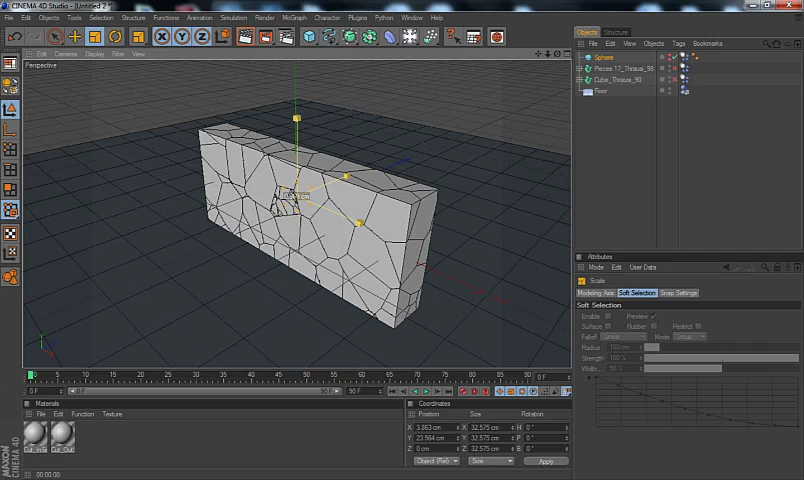 CINEMA 4D Studio - [Untitled 2 *]
File Edit Objects Tools Selection Structure Functions Animation Simulation Render MoGraph Character Plugins Python Window Help
Edit Cameras Display Filter View
Perspective
Objects Structure
File Edit View Objects Tags Bookmarks
Sphere
Pieces 17_Thrausi_98
Cube_Thrausi_90
Floor
Attributes
Mode Edit User Data
Scale
Modeling Axis Soft Selection Snap Settings
Soft Selection
Enable Preview
Surface Rubber Restrict
Falloff Linear Mode Group
Radius 100 cm
Strength 100 %
Width 50 %
0 5 10 15 20 25 30 35 40 45 50 55 60 65 70 75 80 85 90 0 F
0 F 0 F 90 F 90 F
Materials
File Edit Function Texture
Cut_InSi Cut_Out
Coordinates
Position Size Rotation
X 3.863 cm X 32.575 cm H 0 °
Y 23.564 cm Y 32.575 cm P 0 °
Z 0 cm Z 32.575 cm B 0 °
Object (Rel) Size Apply
MAXON CINEMA 4D
00:00:00